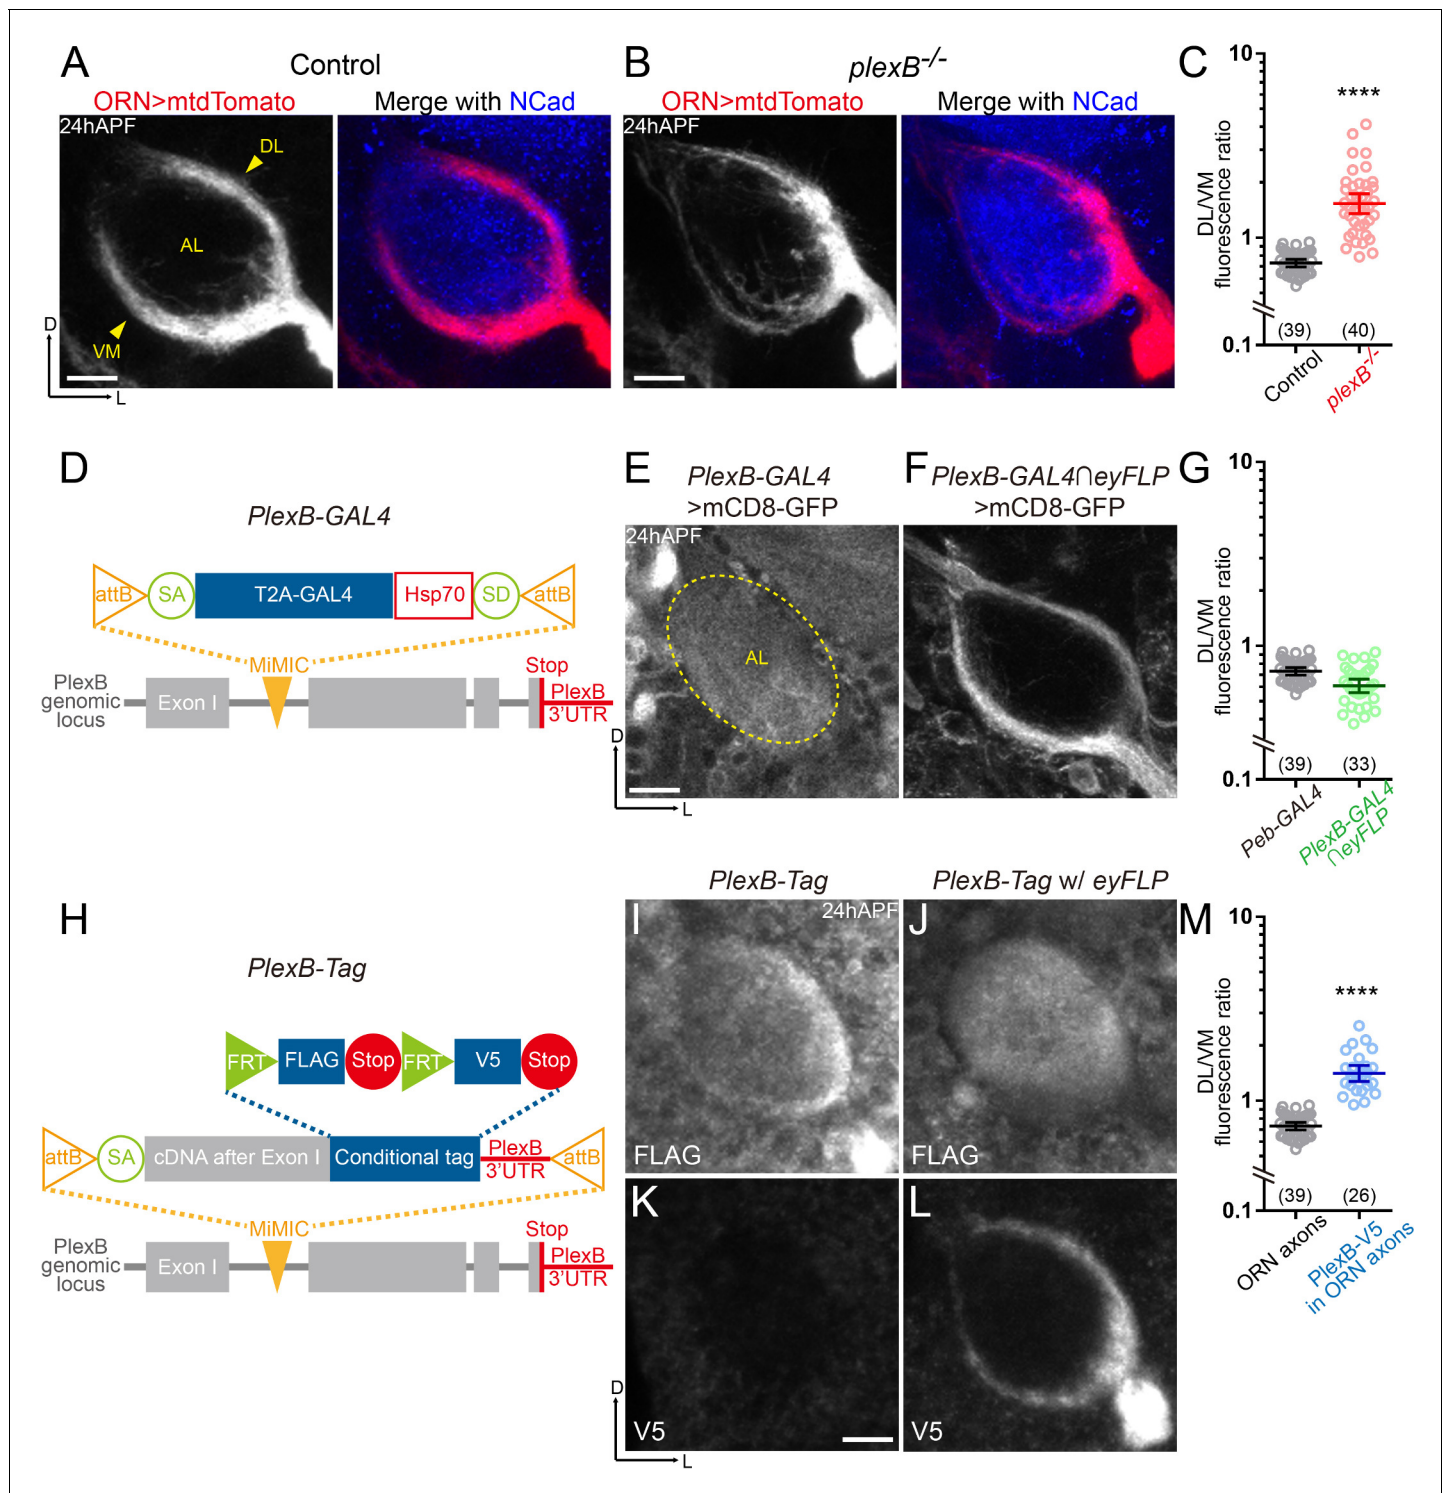 A
Control
ORN>mtdTomato
Merge with NCad
24hAPF
DL
AL
VM
D
L
B
plexB-/-
ORN>mtdTomato
Merge with NCad
24hAPF
C
DL/VM
fluorescence ratio
10
1
0.1
****
(39)
(40)
Control
plexB-/-
D
PlexB-GAL4
attB
SA
T2A-GAL4
Hsp70
SD
attB
MiMIC
Stop
PlexB
genomic
locus
Exon I
PlexB
3'UTR
E
PlexB-GAL4
>mCD8-GFP
24hAPF
AL
D
L
F
PlexB-GAL4∩eyFLP
>mCD8-GFP
G
DL/VM
fluorescence ratio
10
1
0.1
(39)
(33)
Peb-GAL4
PlexB-GAL4
∩eyFLP
H
PlexB-Tag
FRT
FLAG
Stop
FRT
V5
Stop
attB
SA
cDNA after Exon I
Conditional tag
PlexB
3'UTR
attB
MiMIC
Stop
PlexB
genomic
locus
Exon I
PlexB
3'UTR
PlexB-Tag
I
24hAPF
FLAG
PlexB-Tag w/ eyFLP
J
FLAG
K
V5
D
L
L
V5
M
DL/VM
fluorescence ratio
10
1
0.1
****
(39)
(26)
ORN axons
PlexB-V5
in ORN axons